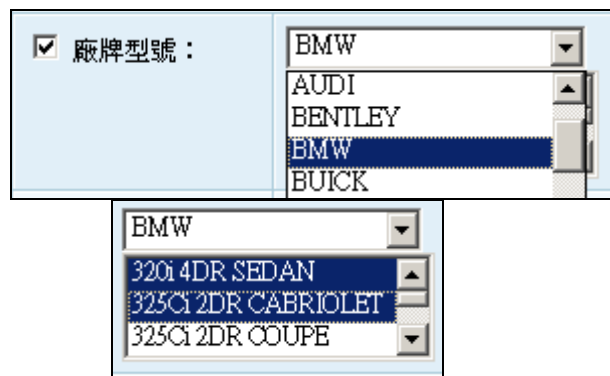 廠牌型號：
BMW
AUDI
BENTLEY
BMW
BUICK
BMW
320i 4DR SEDAN
325Ci 2DR CABRIOLET
325Ci 2DR COUPE